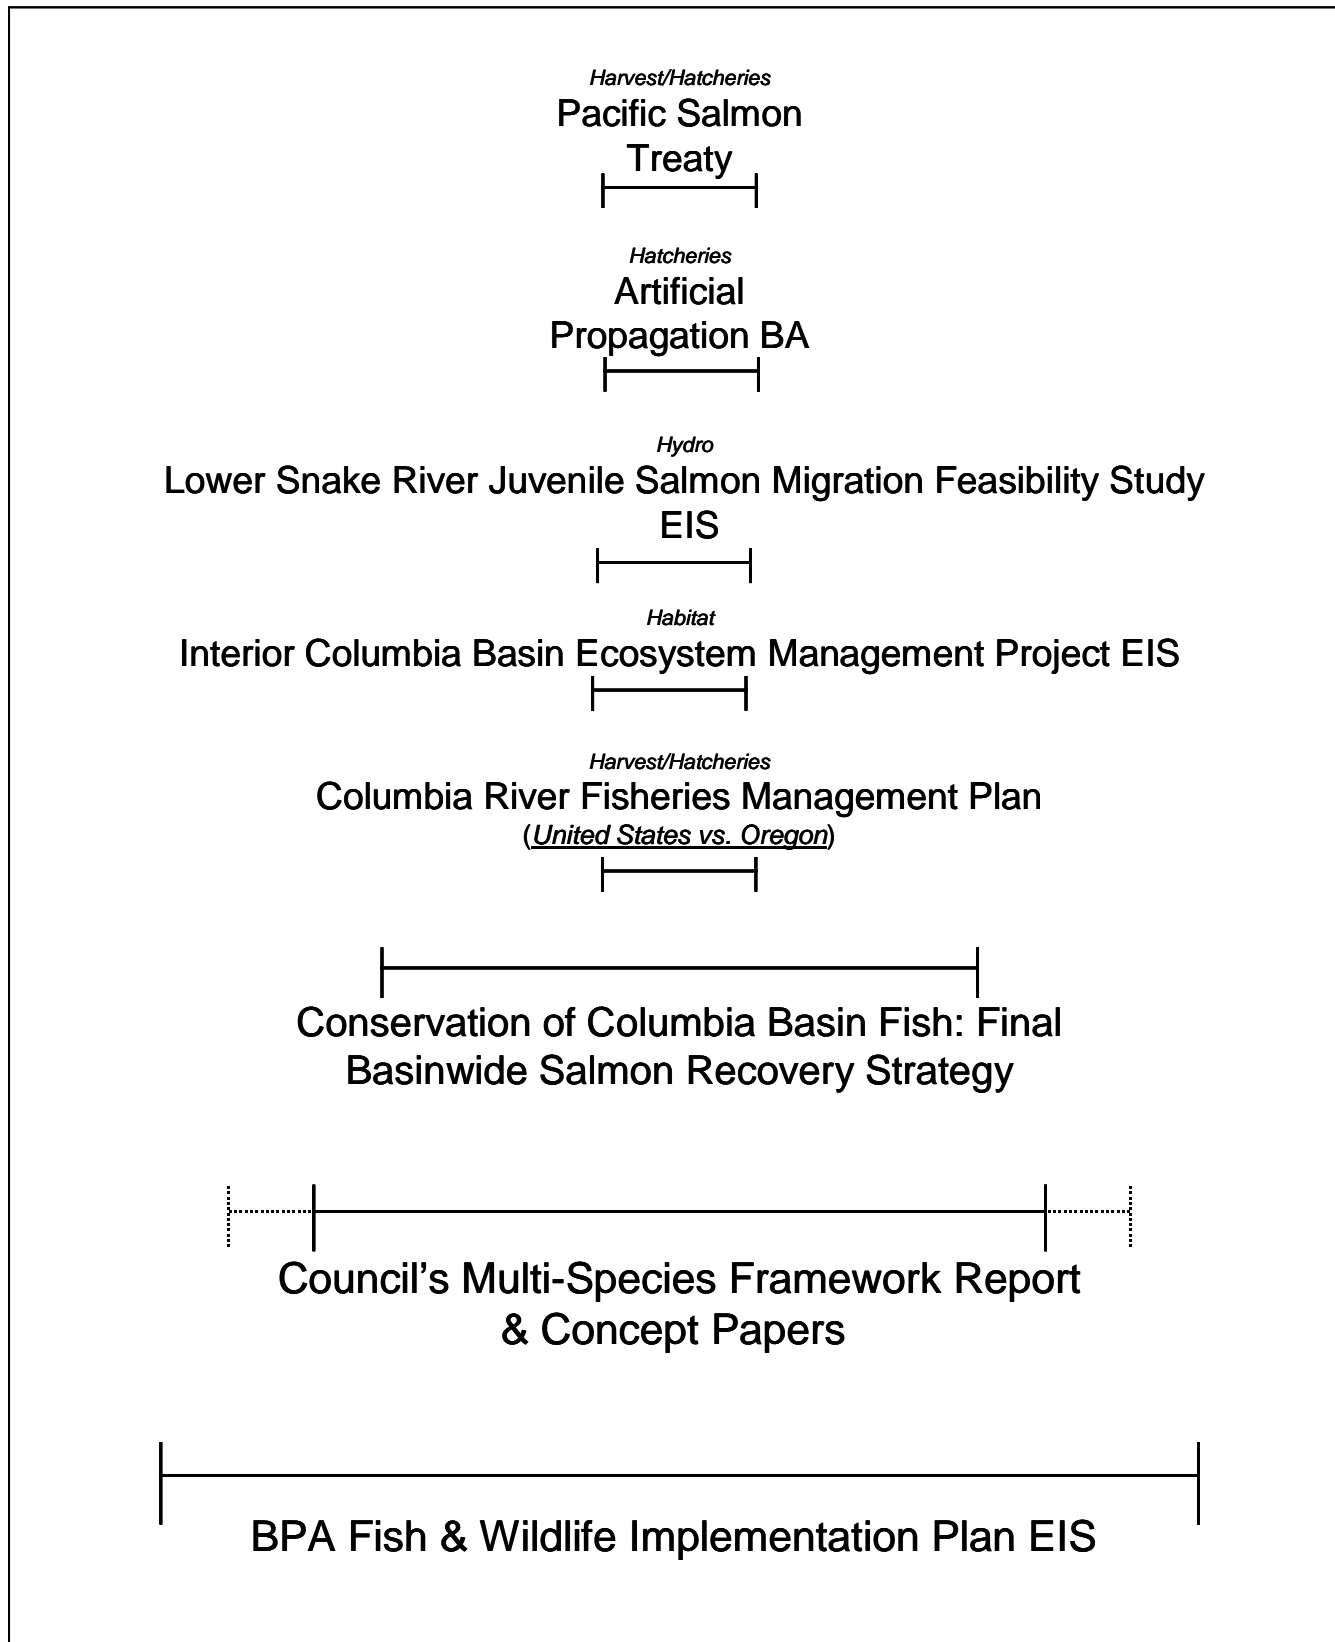 Harvest/Hatcheries
Pacific Salmon
Treaty
Hatcheries
Artificial
Propagation BA
Hydro
Lower Snake River Juvenile Salmon Migration Feasibility Study
EIS
Habitat
Interior Columbia Basin Ecosystem Management Project EIS
Harvest/Hatcheries
Columbia River Fisheries Management Plan
(United States vs. Oregon)
Conservation of Columbia Basin Fish: Final
Basinwide Salmon Recovery Strategy
Council’s Multi-Species Framework Report
& Concept Papers
BPA Fish & Wildlife Implementation Plan EIS